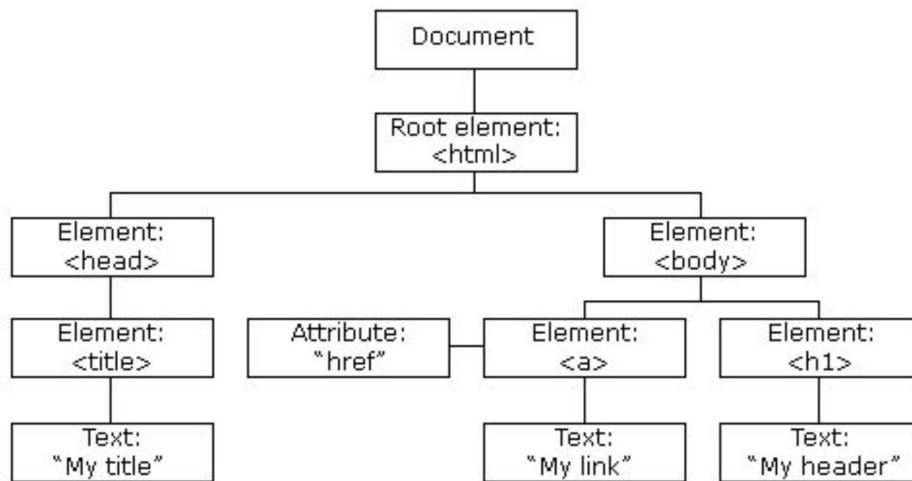 Document
Root element:
<html>
Element:
<head>
Element:
<body>
Element:
<title>
Attribute:
“href”
Element:
<a>
Element:
<h1>
Text:
“My title”
Text:
“My link”
Text:
“My header”